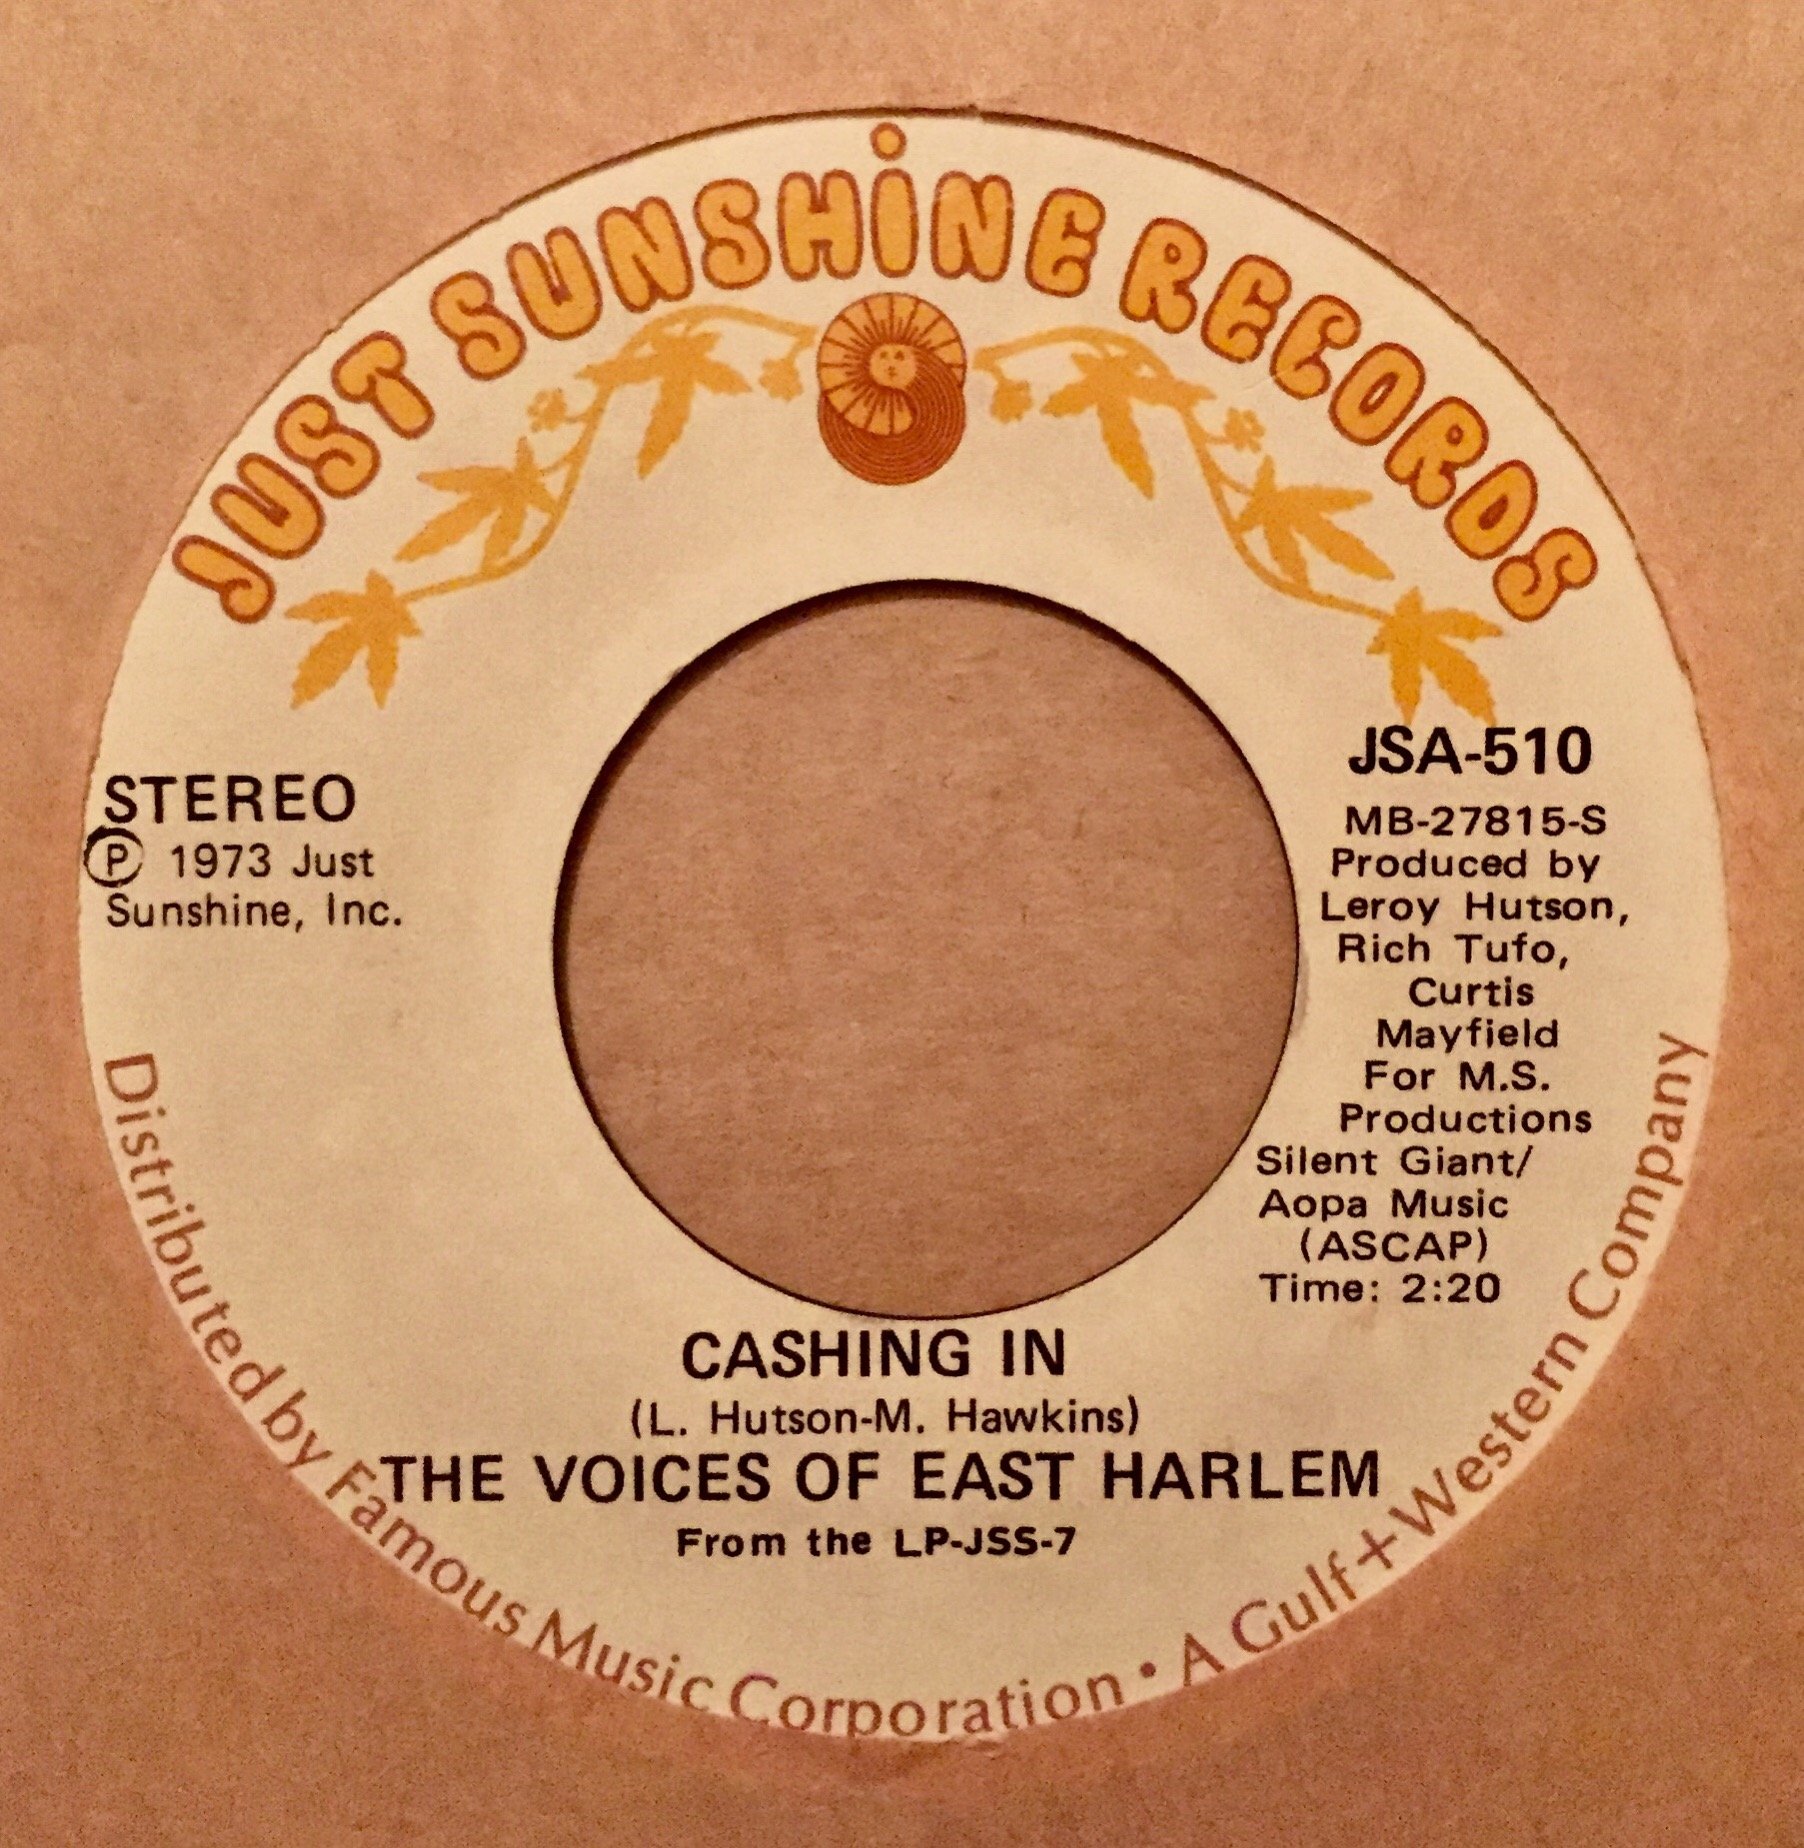 JUST SUNSHiNE RECORDS
STEREO
Ⓟ 1973 Just
Sunshine, Inc.
JSA-510
MB-27815-S
Produced by
Leroy Hutson,
Rich Tufo,
Curtis
Mayfield
For M.S.
Productions
Silent Giant/
Aopa Music
(ASCAP)
Time: 2:20
CASHING IN
(L. Hutson-M. Hawkins)
THE VOICES OF EAST HARLEM
From the LP-JSS-7
Distributed by Famous Music Corporation • A Gulf+Western Company